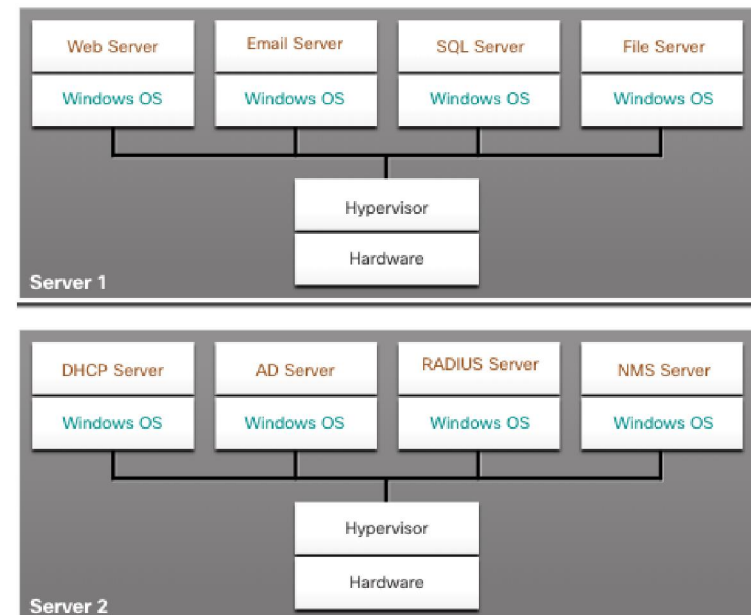 Web Server Email Server SQL Server File Server
Windows OS Windows OS Windows OS Windows OS
Hypervisor
Hardware
Server 1
DHCP Server AD Server RADIUS Server NMS Server
Windows OS Windows OS Windows OS Windows OS
Hypervisor
Hardware
Server 2